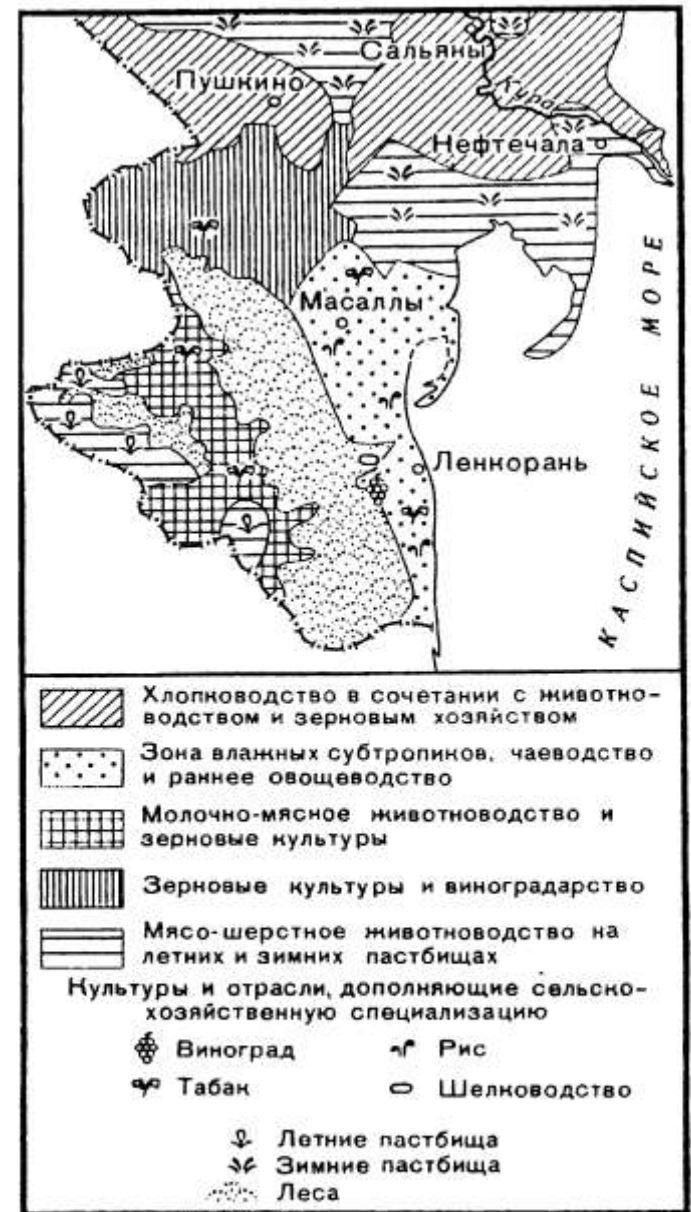 Сальяны
Пушкино
Кура
Нефтечала
Масаллы
Ленкорань
КАСПИЙСКОЕ МОРЕ
Хлопководство в сочетании с животно-
водством и зерновым хозяйством
Зона влажных субтропиков, чаеводство
и раннее овощеводство
Молочно-мясное животноводство и
зерновые культуры
Зерновые культуры и виноградарство
Мясо-шерстное животноводство на
летних и зимних пастбищах
Культуры и отрасли, дополняющие сельско-
хозяйственную специализацию
Виноград
Рис
Табак
Шелководство
Летние пастбища
Зимние пастбища
Леса